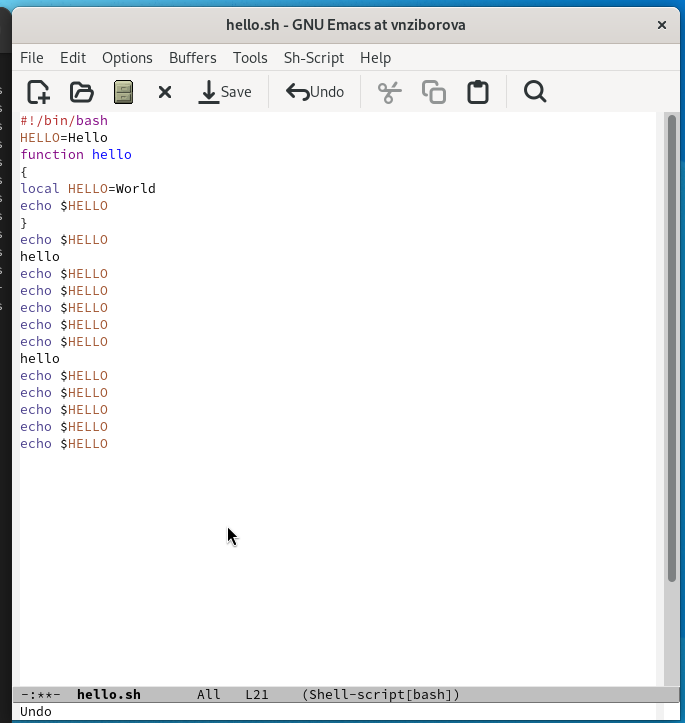 hello.sh - GNU Emacs at vnziborova
File Edit Options Buffers Tools Sh-Script Help
Save Undo
#!/bin/bash
HELLO=Hello
function hello
{
local HELLO=World
echo $HELLO
}
echo $HELLO
hello
echo $HELLO
echo $HELLO
echo $HELLO
echo $HELLO
echo $HELLO
hello
echo $HELLO
echo $HELLO
echo $HELLO
echo $HELLO
echo $HELLO
-:**- hello.sh All L21 (Shell-script[bash])
Undo